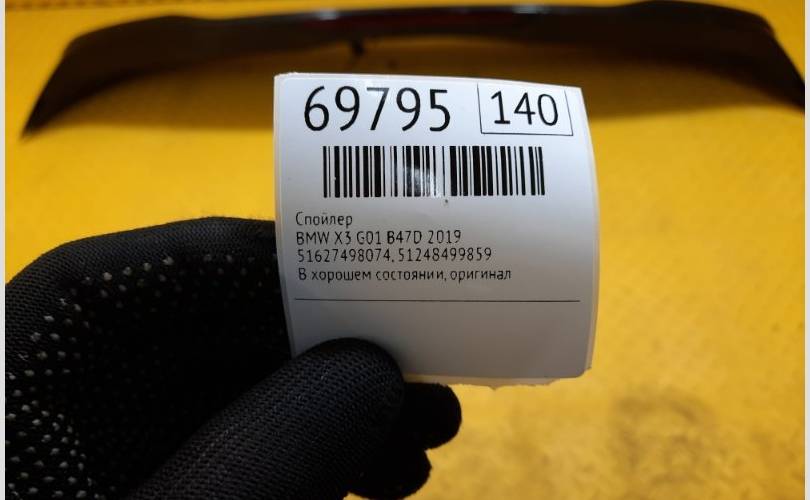 69795 140
Спойлер
BMW X3 G01 B47D 2019
51627498074, 51248499859
В хорошем состоянии, оригинал